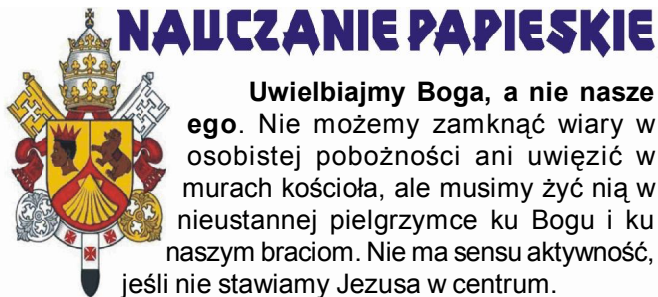 NAUCZANIE PAPIESKIE
Uwielbiajmy Boga, a nie nasze
ego. Nie możemy zamknąć wiary w
osobistej pobożności ani uwięzić w
murach kościoła, ale musimy żyć nią w
nieustannej pielgrzymce ku Bogu i ku
naszym braciom. Nie ma sensu aktywność,
jeśli nie stawiamy Jezusa w centrum.